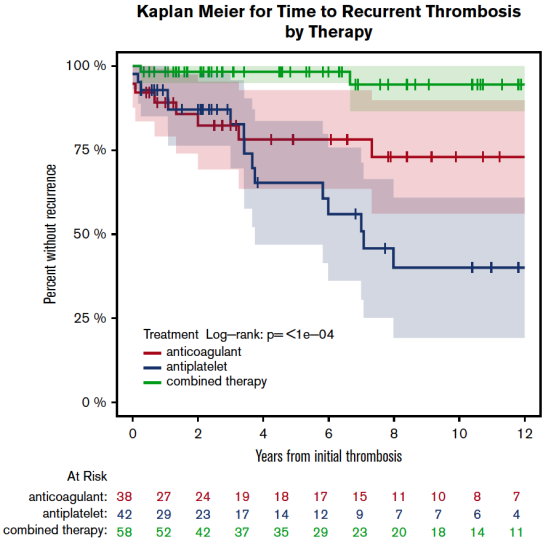 Kaplan Meier for Time to Recurrent Thrombosis
by Therapy
100 %
75 %
50 %
25 %
0 %
Percent without recurrence
Treatment Log–rank: p=<1e–04
anticoagulant
antiplatelet
combined therapy
0 2 4 6 8 10 12
Years from initial thrombosis
At Risk
anticoagulant: 38 27 24 19 18 17 15 11 10 8 7
antiplatelet: 42 29 23 17 14 12 9 7 7 6 4
combined therapy: 58 52 42 37 35 29 23 20 18 14 11